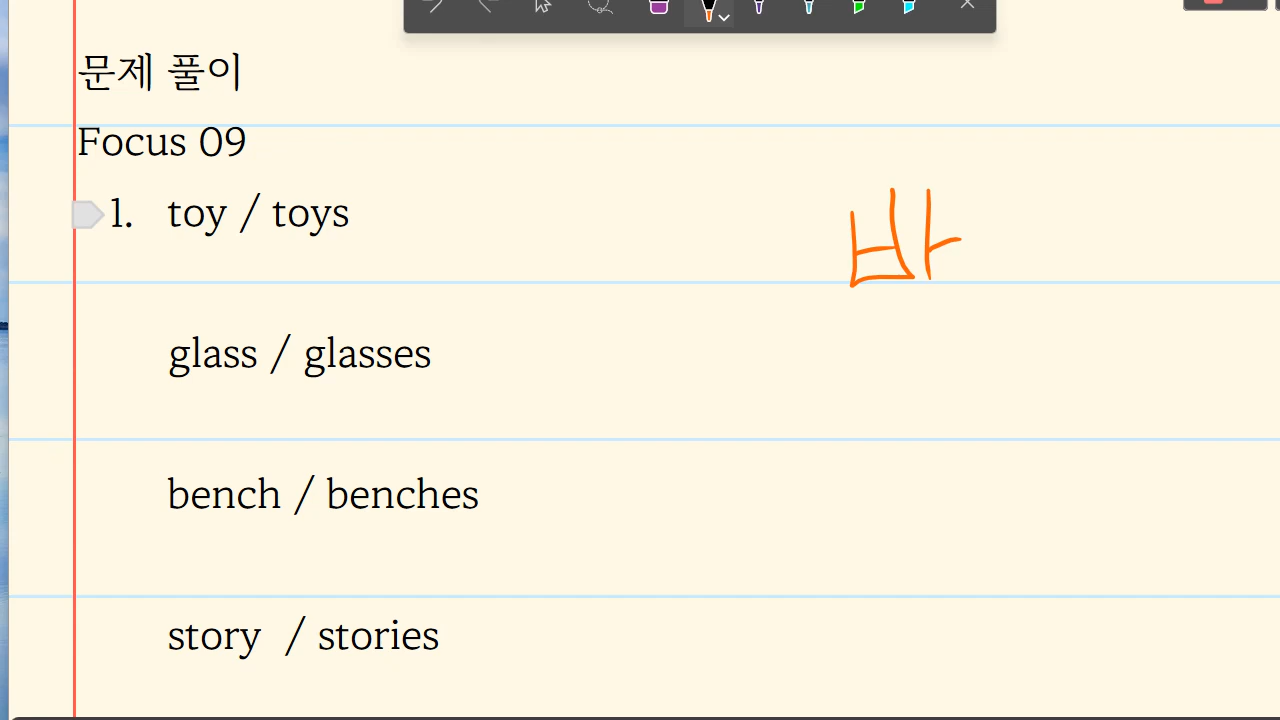 문제 풀이
Focus 09
1. toy / toys
바
glass / glasses
bench / benches
story / stories